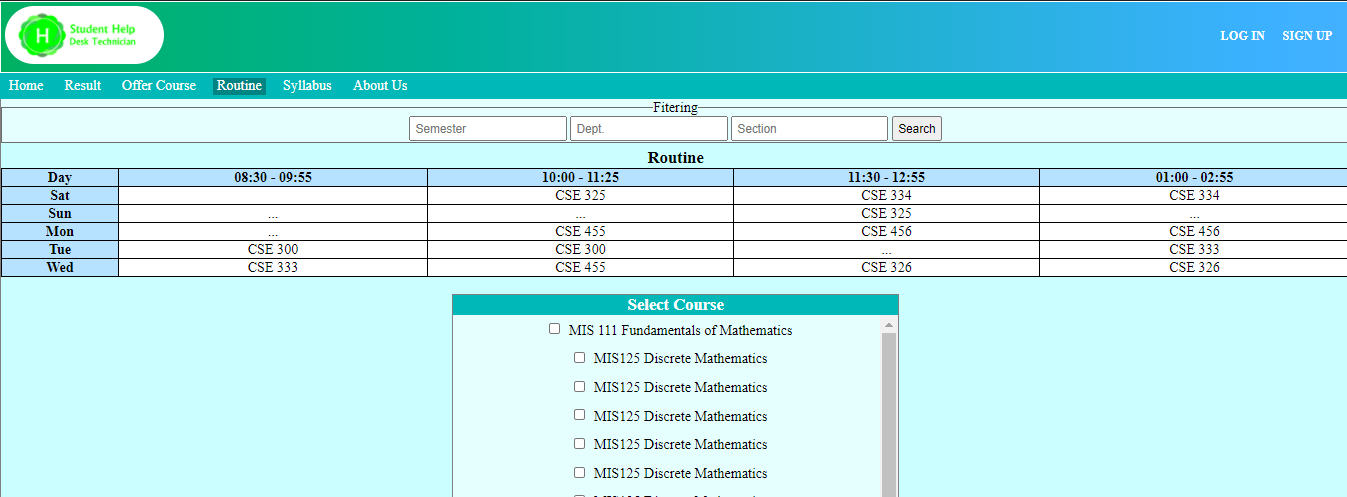 H Student Help
Desk Technician
LOG IN SIGN UP
Home Result Offer Course Routine Syllabus About Us
Fitering
Semester Dept. Section Search
Routine
Day 08:30 - 09:55 10:00 - 11:25 11:30 - 12:55 01:00 - 02:55
Sat CSE 325 CSE 334 CSE 334
Sun ... ... CSE 325 ...
Mon ... CSE 455 CSE 456 CSE 456
Tue CSE 300 CSE 300 ... CSE 333
Wed CSE 333 CSE 455 CSE 326 CSE 326
Select Course
MIS 111 Fundamentals of Mathematics
MIS125 Discrete Mathematics
MIS125 Discrete Mathematics
MIS125 Discrete Mathematics
MIS125 Discrete Mathematics
MIS125 Discrete Mathematics